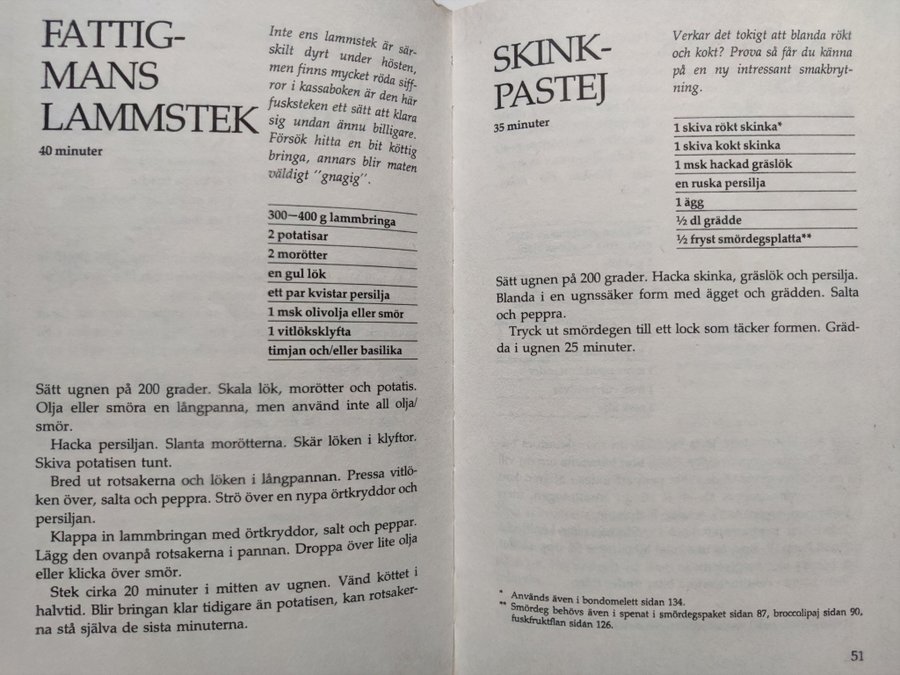 FATTIG-
MANS
LAMMSTEK
40 minuter
Inte ens lammstek är sär-
skilt dyrt under hösten,
men finns mycket röda siff-
ror i kassaboken är den här
fusksteken ett sätt att klara
sig undan ännu billigare.
Försök hitta en bit köttig
bringa, annars blir maten
väldigt "gnagig".
300—400 g lammbringa
2 potatisar
2 morötter
en gul lök
ett par kvistar persilja
1 msk olivolja eller smör
1 vitlöksklyfta
timjan och/eller basilika
Sätt ugnen på 200 grader. Skala lök, morötter och potatis.
Olja eller smöra en långpanna, men använd inte all olja/
smör.
Hacka persiljan. Slanta morötterna. Skär löken i klyftor.
Skiva potatisen tunt.
Bred ut rotsakerna och löken i långpannan. Pressa vitlö-
ken över, salta och peppra. Strö över en nypa örtkryddor och
persiljan.
Klappa in lammbringan med örtkryddor, salt och peppar.
Lägg den ovanpå rotsakerna i pannan. Droppa över lite olja
eller klicka över smör.
Stek cirka 20 minuter i mitten av ugnen. Vänd köttet i
halvtid. Blir bringan klar tidigare än potatisen, kan rotsaker-
na stå själva de sista minuterna.
SKINK-
PASTEJ
35 minuter
Verkar det tokigt att blanda rökt
och kokt? Prova så får du känna
på en ny intressant smakbryt-
ning.
1 skiva rökt skinka*
1 skiva kokt skinka
1 msk hackad gräslök
en ruska persilja
1 ägg
½ dl grädde
½ fryst smördegsplatta**
Sätt ugnen på 200 grader. Hacka skinka, gräslök och persilja.
Blanda i en ugnssäker form med ägget och grädden. Salta
och peppra.
Tryck ut smördegen till ett lock som täcker formen. Gräd-
da i ugnen 25 minuter.
* Används även i bondomelett sidan 134.
** Smördeg behövs även i spenat i smördegspaket sidan 87, broccolipaj sidan 90,
fuskfruktflan sidan 126.
51